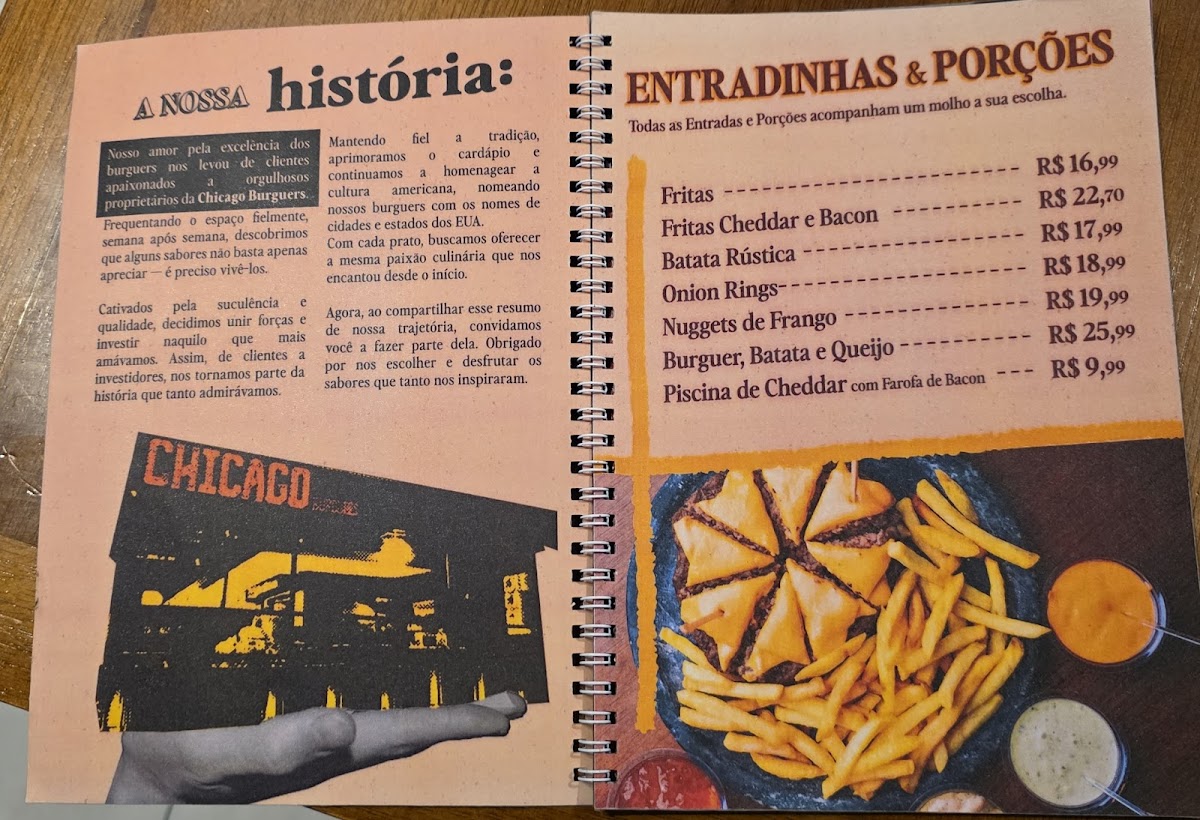 A NOSSA história:
Nosso amor pela excelência dos
burguers nos levou de clientes
apaixonados a orgulhosos
proprietários da Chicago Burguers.
Frequentando o espaço fielmente,
semana após semana, descobrimos
que alguns sabores não basta apenas
apreciar — é preciso vivê-los.
Cativados pela suculência e
qualidade, decidimos unir forças e
investir naquilo que mais
amávamos. Assim, de clientes a
investidores, nos tornamos parte da
história que tanto admirávamos.
Mantendo fiel a tradição,
aprimoramos o cardápio e
continuamos a homenagear a
cultura americana, nomeando
nossos burguers com os nomes de
cidades e estados dos EUA.
Com cada prato, buscamos oferecer
a mesma paixão culinária que nos
encantou desde o início.
Agora, ao compartilhar esse resumo
de nossa trajetória, convidamos
você a fazer parte dela. Obrigado
por nos escolher e desfrutar os
sabores que tanto nos inspiraram.
CHICAGO
ENTRADINHAS & PORÇÕES
Todas as Entradas e Porções acompanham um molho a sua escolha.
Fritas R$ 16,99
Fritas Cheddar e Bacon R$ 22,70
Batata Rústica R$ 17,99
Onion Rings R$ 18,99
Nuggets de Frango R$ 19,99
Burguer, Batata e Queijo R$ 25,99
Piscina de Cheddar com Farofa de Bacon R$ 9,99